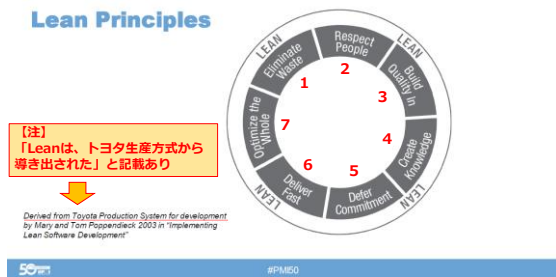 Lean Principles
LEAN
LEAN
Eliminate
Waste
Respect
People
Build
Quality In
Create
Knowledge
Defer
Commitment
Deliver
Fast
Optimize the
Whole
LEAN
LEAN
1
2
3
4
5
6
7
【注】
「Leanは、トヨタ生産方式から
導き出された」と記載あり
Derived from Toyota Production System for development
by Mary and Tom Poppendieck 2003 in "Implementing
Lean Software Development"
50
#PMI50